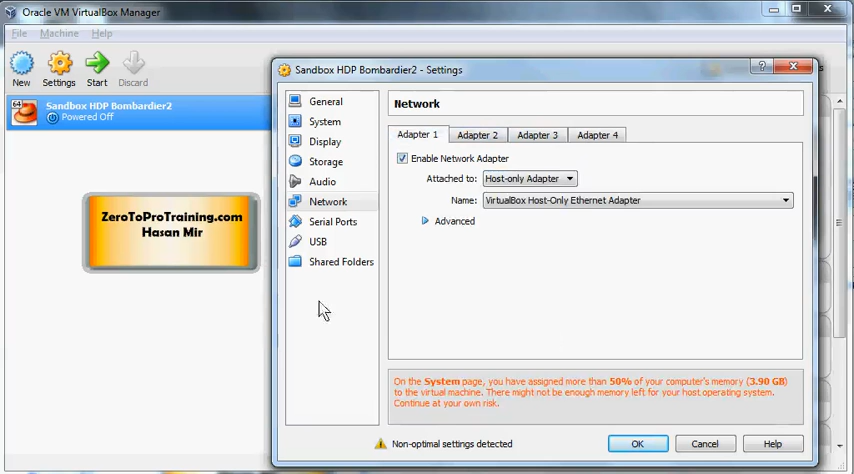 Oracle VM VirtualBox Manager
File Machine Help
New Settings Start Discard
64 Sandbox HDP Bombardier2
Powered Off
ZeroToProTraining.com
Hasan Mir
Sandbox HDP Bombardier2 - Settings
General
System
Display
Storage
Audio
Network
Serial Ports
USB
Shared Folders
Network
Adapter 1 Adapter 2 Adapter 3 Adapter 4
Enable Network Adapter
Attached to: Host-only Adapter
Name: VirtualBox Host-Only Ethernet Adapter
Advanced
On the System page, you have assigned more than 50% of your computer's memory (3.90 GB)
to the virtual machine. There might not be enough memory left for your host operating system.
Continue at your own risk.
Non-optimal settings detected
OK Cancel Help